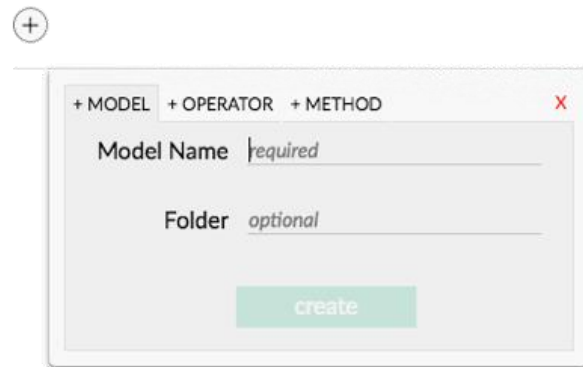 + MODEL + OPERATOR + METHOD X
Model Name required
Folder optional
create